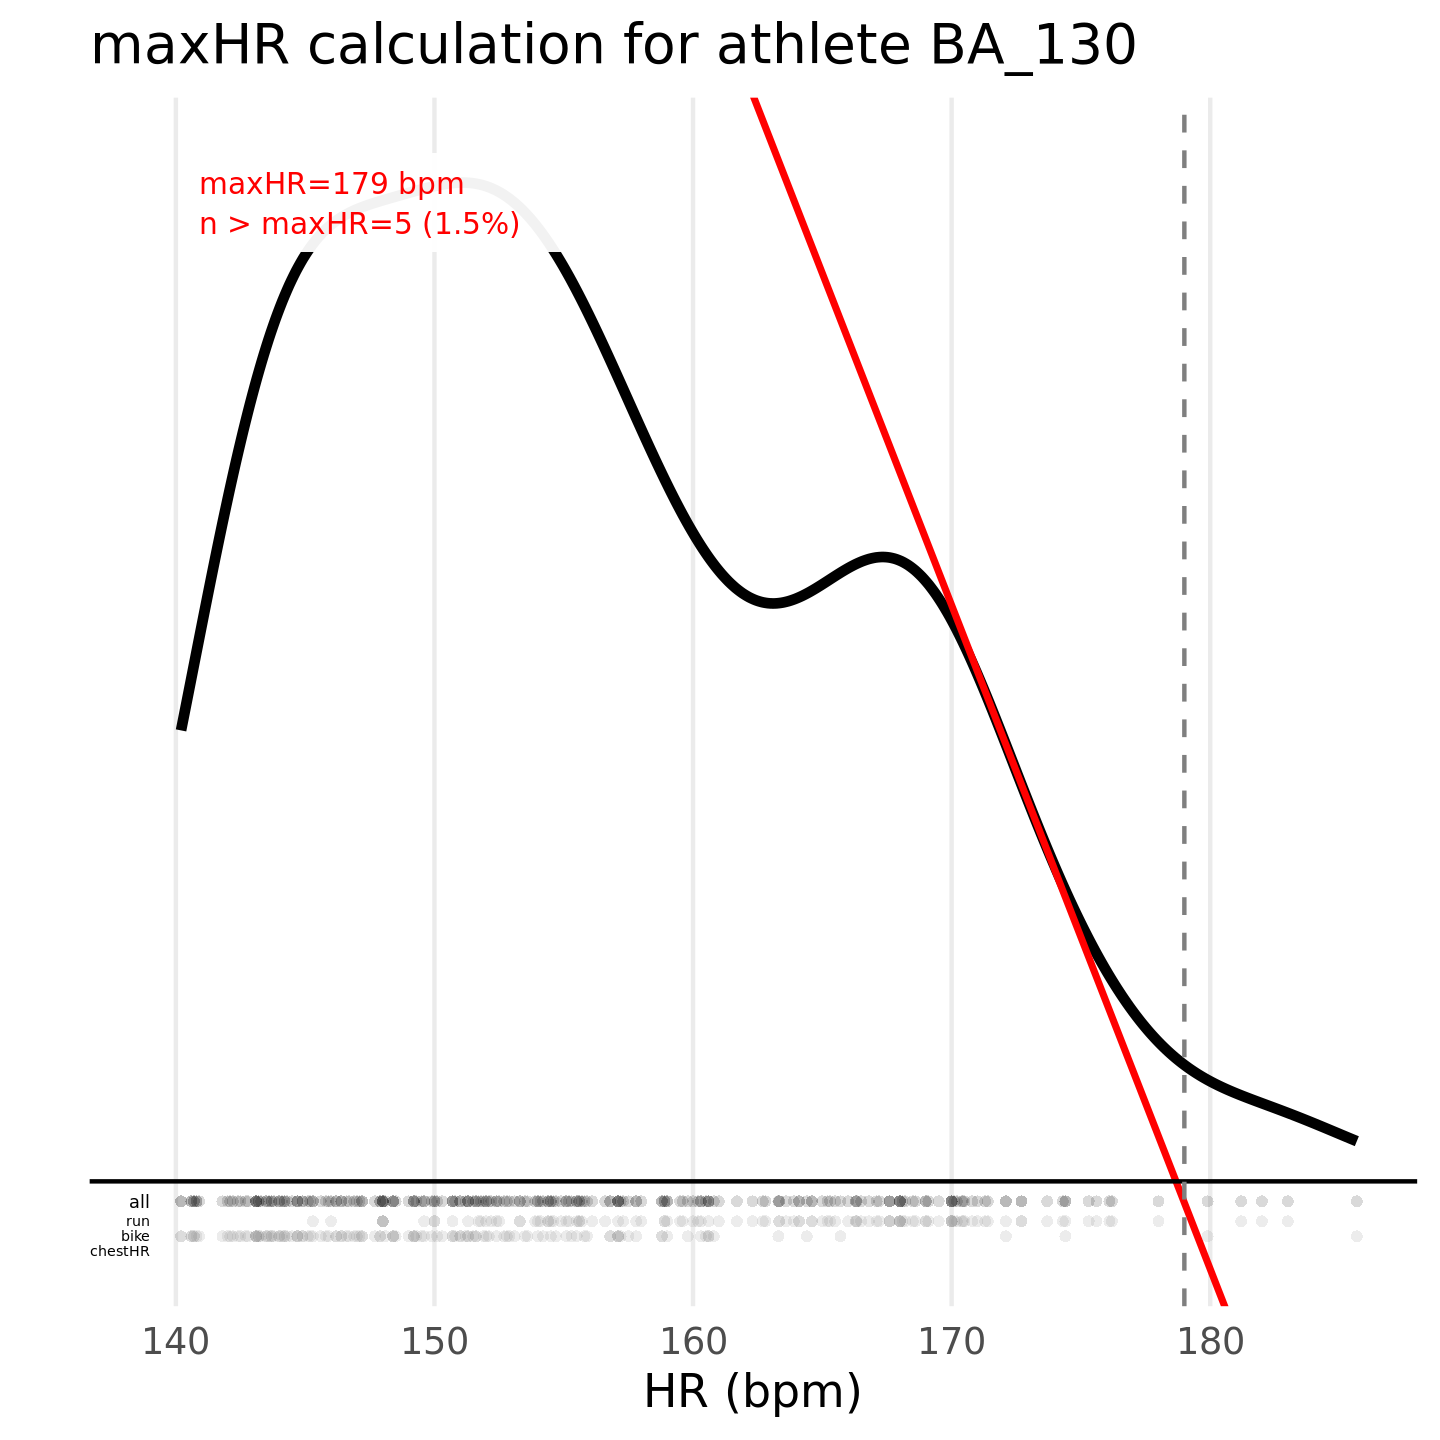 maxHR calculation for athlete BA_130
maxHR=179 bpm
n > maxHR=5 (1.5%)
all
run
bike
chestHR
140 150 160 170 180
HR (bpm)